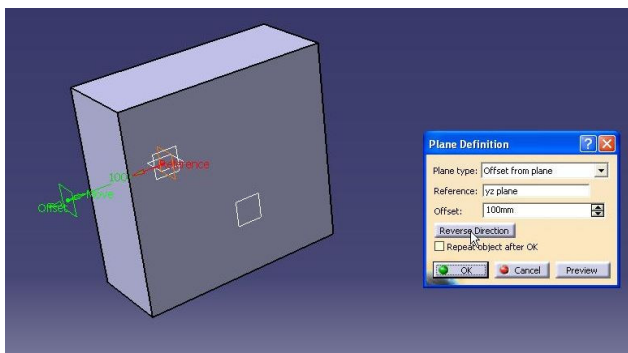 Reference
100
Move
Offset
Plane Definition
Plane type: Offset from plane
Reference: yz plane
Offset: 100mm
Reverse Direction
Repeat object after OK
OK Cancel Preview